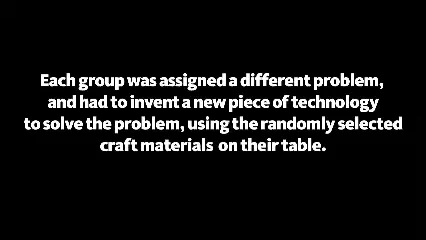 Each group was assigned a different problem,
and had to invent a new piece of technology
to solve the problem, using the randomly selected
craft materials on their table.